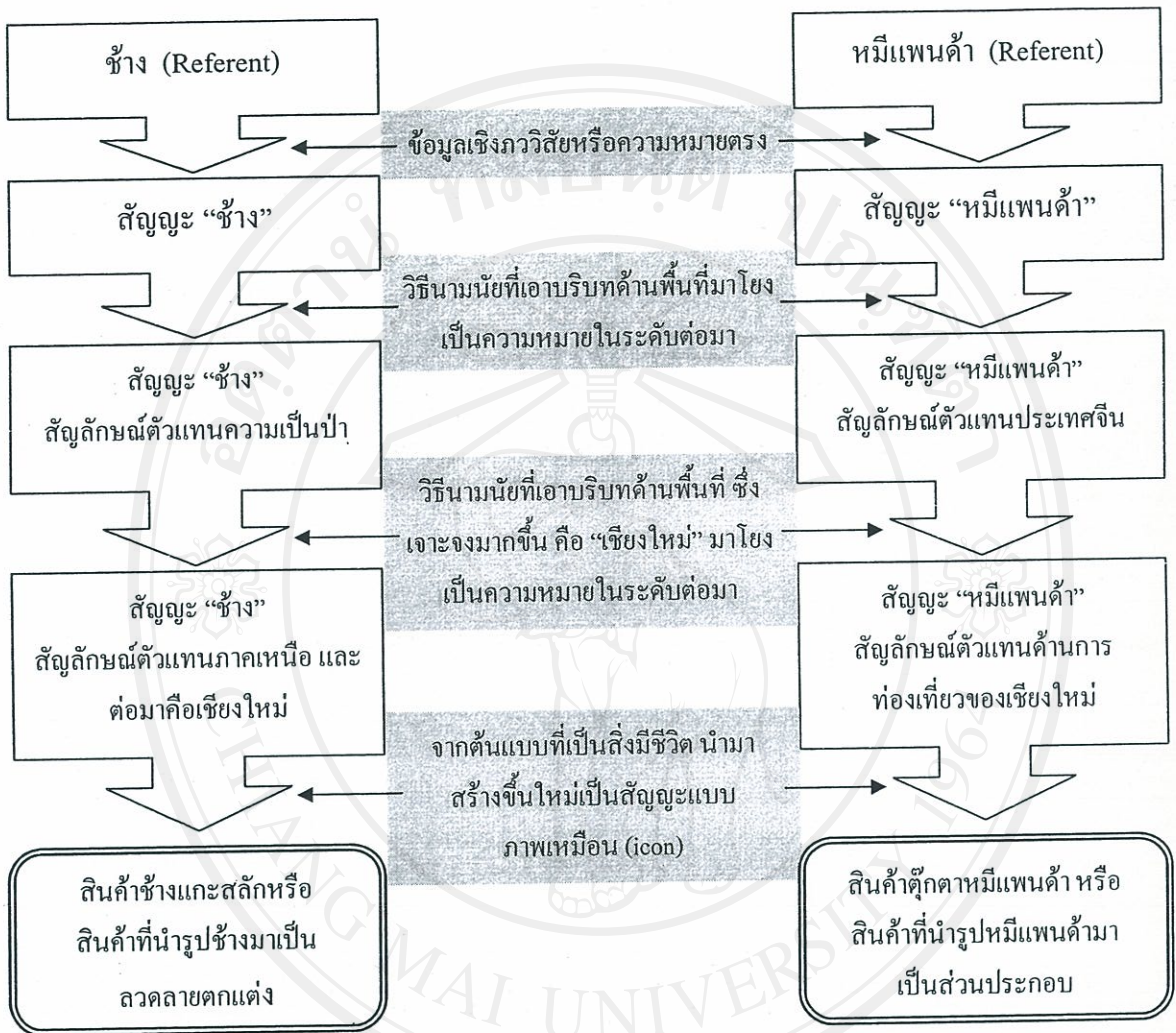 ช้าง (Referent)
หมีแพนด้า (Referent)
ข้อมูลเชิงภววิสัยหรือความหมายตรง
สัญญะ “ช้าง”
สัญญะ “หมีแพนด้า”
วิธีนามนัยที่เอาบริบทด้านพื้นที่มาโยง
เป็นความหมายในระดับต่อมา
สัญญะ “ช้าง”
สัญลักษณ์ตัวแทนความเป็นป่า
สัญญะ “หมีแพนด้า”
สัญลักษณ์ตัวแทนประเทศจีน
วิธีนามนัยที่เอาบริบทด้านพื้นที่ ซึ่ง
เจาะจงมากขึ้น คือ “เชียงใหม่” มาโยง
เป็นความหมายในระดับต่อมา
สัญญะ “ช้าง”
สัญลักษณ์ตัวแทนภาคเหนือ และ
ต่อมาคือเชียงใหม่
สัญญะ “หมีแพนด้า”
สัญลักษณ์ตัวแทนด้านการ
ท่องเที่ยวของเชียงใหม่
จากต้นแบบที่เป็นสิ่งมีชีวิต นำมา
สร้างขึ้นใหม่เป็นสัญญะแบบ
ภาพเหมือน (icon)
สินค้าช้างแกะสลักหรือ
สินค้าที่นำรูปช้างมาเป็น
ลวดลายตกแต่ง
สินค้าตุ๊กตาหมีแพนด้า หรือ
สินค้าที่นำรูปหมีแพนด้ามา
เป็นส่วนประกอบ
CHIANG MAI UNIVERSITY 1964